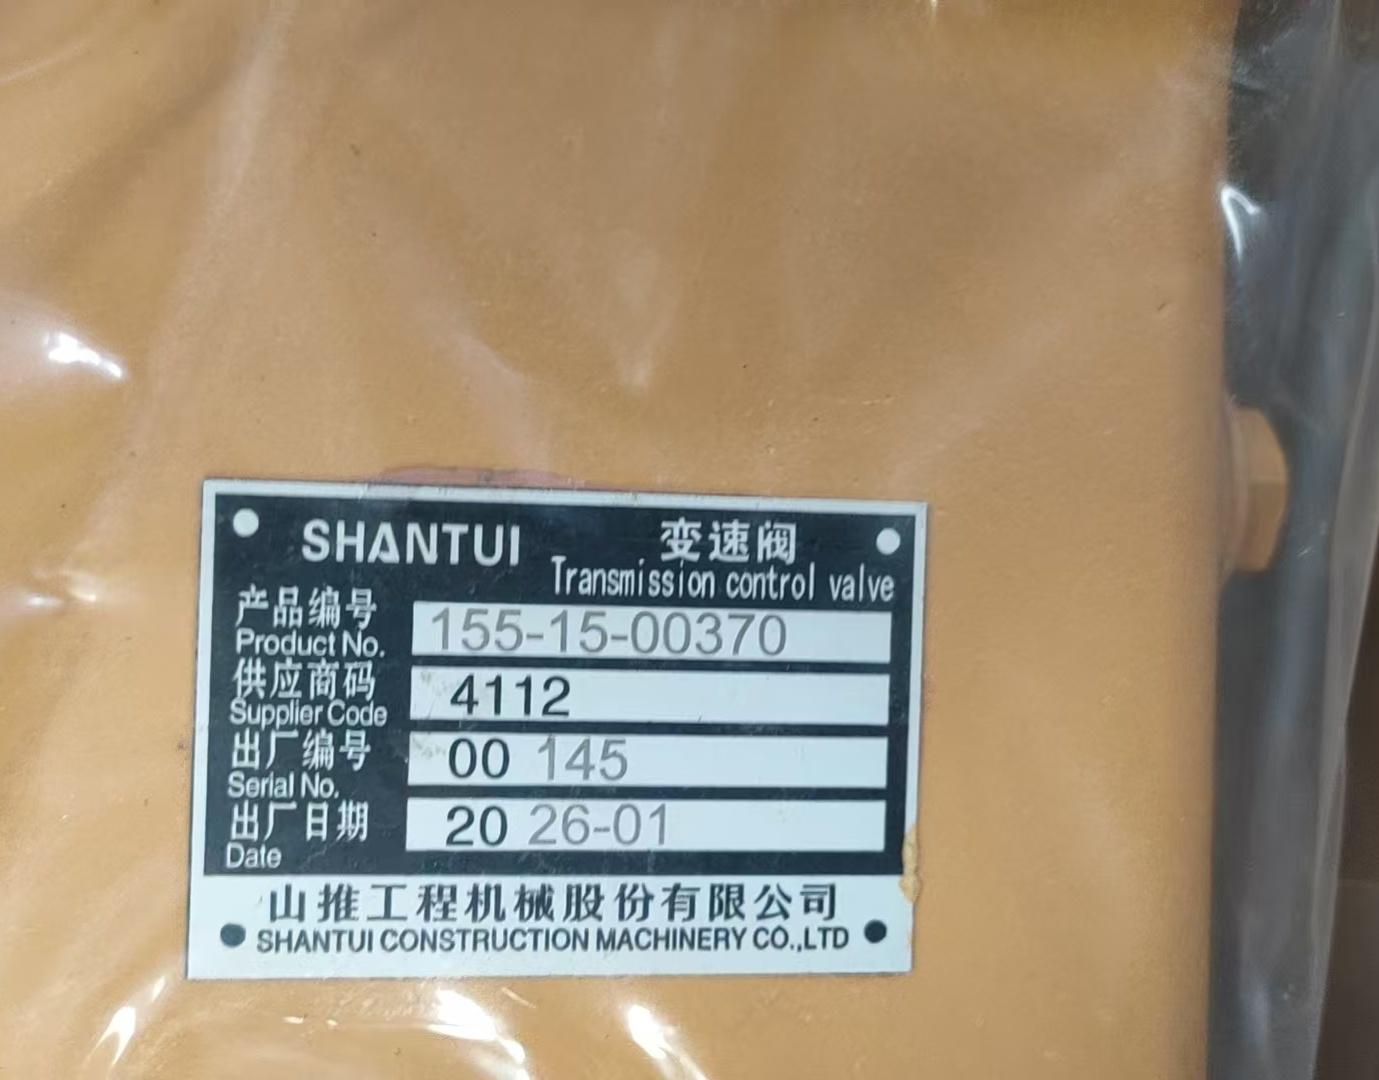 SHANTUI 变速阀
Transmission control valve
产品编号 155-15-00370
Product No.
供应商码 4112
Supplier Code
出厂编号 00 145
Serial No.
出厂日期 20 26-01
Date
山推工程机械股份有限公司
SHANTUI CONSTRUCTION MACHINERY CO.,LTD